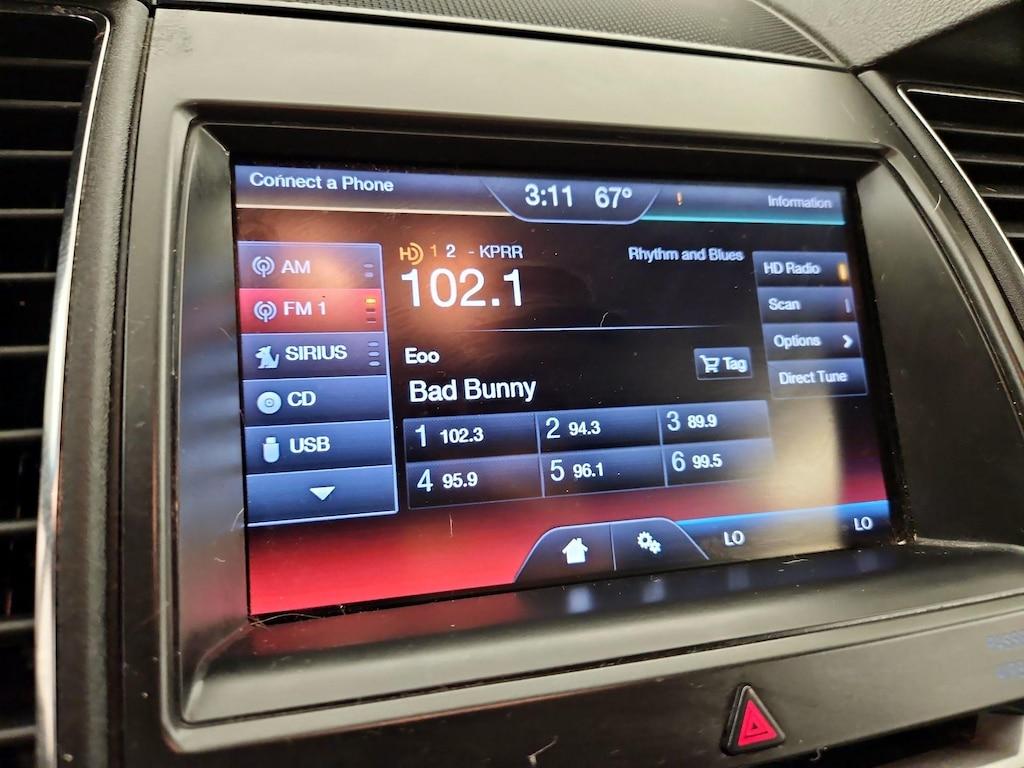 Connect a Phone
3:11 67°
Information
AM
FM 1
SIRIUS
CD
USB
HD 1 2 - KPRR
Rhythm and Blues
102.1
Eoo
Tag
Bad Bunny
1 102.3
2 94.3
3 89.9
4 95.9
5 96.1
6 99.5
HD Radio
Scan
Options
Direct Tune
LO
LO